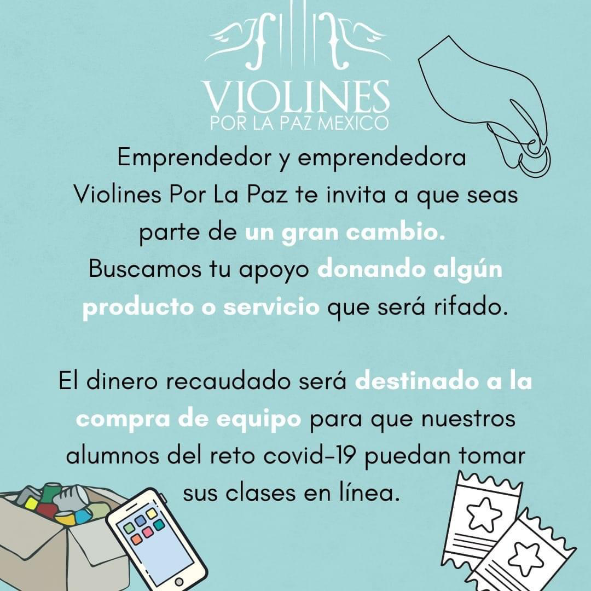 VIOLINES
POR LA PAZ MEXICO
Emprendedor y emprendedora
Violines Por La Paz te invita a que seas
parte de un gran cambio.
Buscamos tu apoyo donando algún
producto o servicio que será rifado.
El dinero recaudado será destinado a la
compra de equipo para que nuestros
alumnos del reto covid-19 puedan tomar
sus clases en línea.